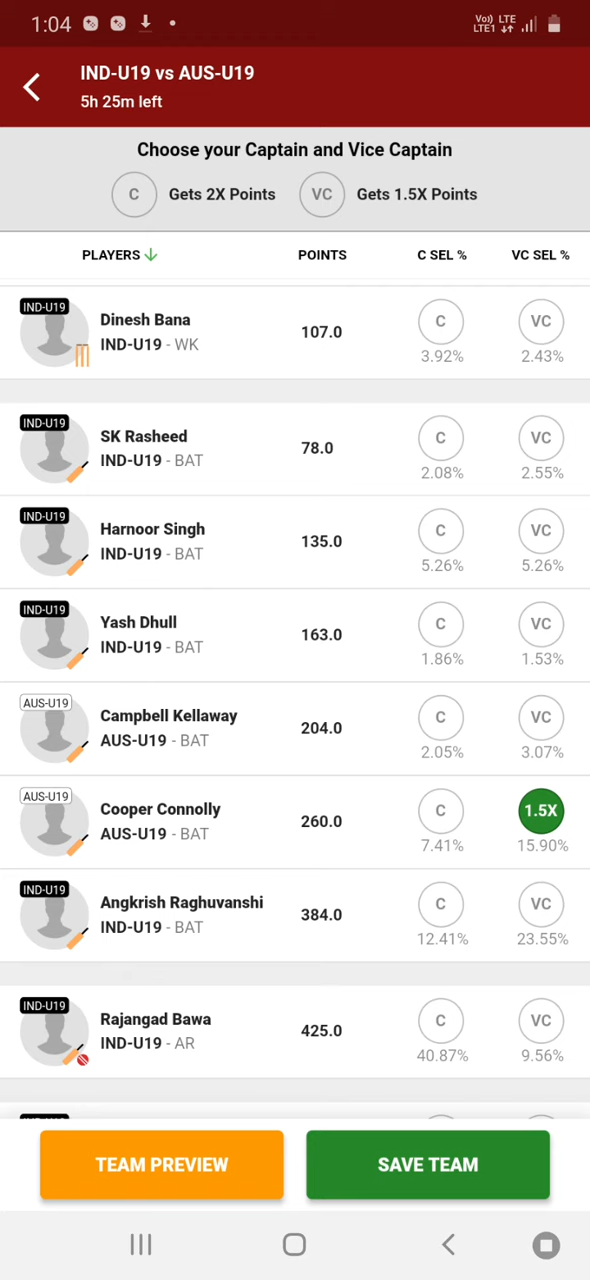 1:04 Vo)) LTE LTE1
IND-U19 vs AUS-U19
5h 25m left
Choose your Captain and Vice Captain
C Gets 2X Points VC Gets 1.5X Points
PLAYERS POINTS C SEL % VC SEL %
IND-U19
Dinesh Bana
IND-U19 - WK
107.0
C VC
3.92% 2.43%
IND-U19
SK Rasheed
IND-U19 - BAT
78.0
C VC
2.08% 2.55%
IND-U19
Harnoor Singh
IND-U19 - BAT
135.0
C VC
5.26% 5.26%
IND-U19
Yash Dhull
IND-U19 - BAT
163.0
C VC
1.86% 1.53%
AUS-U19
Campbell Kellaway
AUS-U19 - BAT
204.0
C VC
2.05% 3.07%
AUS-U19
Cooper Connolly
AUS-U19 - BAT
260.0
C 1.5X
7.41% 15.90%
IND-U19
Angkrish Raghuvanshi
IND-U19 - BAT
384.0
C VC
12.41% 23.55%
IND-U19
Rajangad Bawa
IND-U19 - AR
425.0
C VC
40.87% 9.56%
TEAM PREVIEW SAVE TEAM